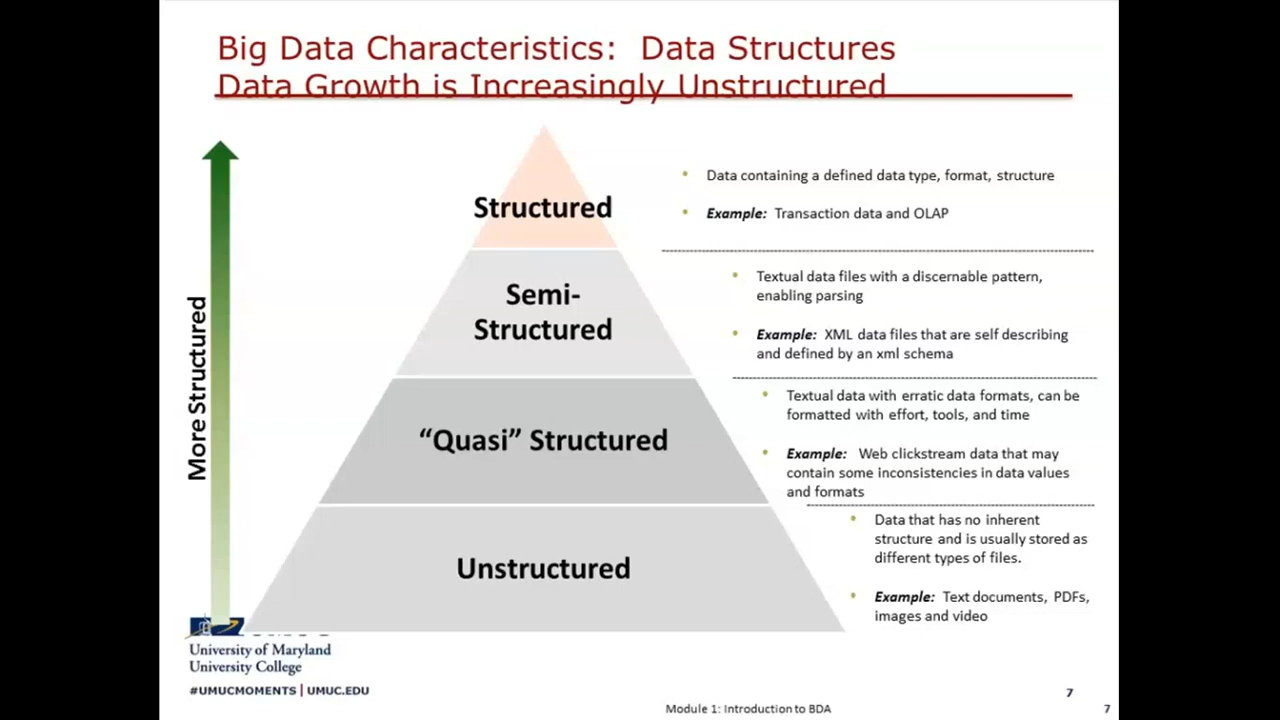 Big Data Characteristics: Data Structures
Data Growth is Increasingly Unstructured
More Structured
Structured
• Data containing a defined data type, format, structure
• Example: Transaction data and OLAP
Semi-
Structured
• Textual data files with a discernable pattern,
enabling parsing
• Example: XML data files that are self describing
and defined by an xml schema
“Quasi” Structured
• Textual data with erratic data formats, can be
formatted with effort, tools, and time
• Example: Web clickstream data that may
contain some inconsistencies in data values
and formats
Unstructured
• Data that has no inherent
structure and is usually stored as
different types of files.
• Example: Text documents, PDFs,
images and video
University of Maryland
University College
#UMUCMOMENTS | UMUC.EDU
7
Module 1: Introduction to BDA
7